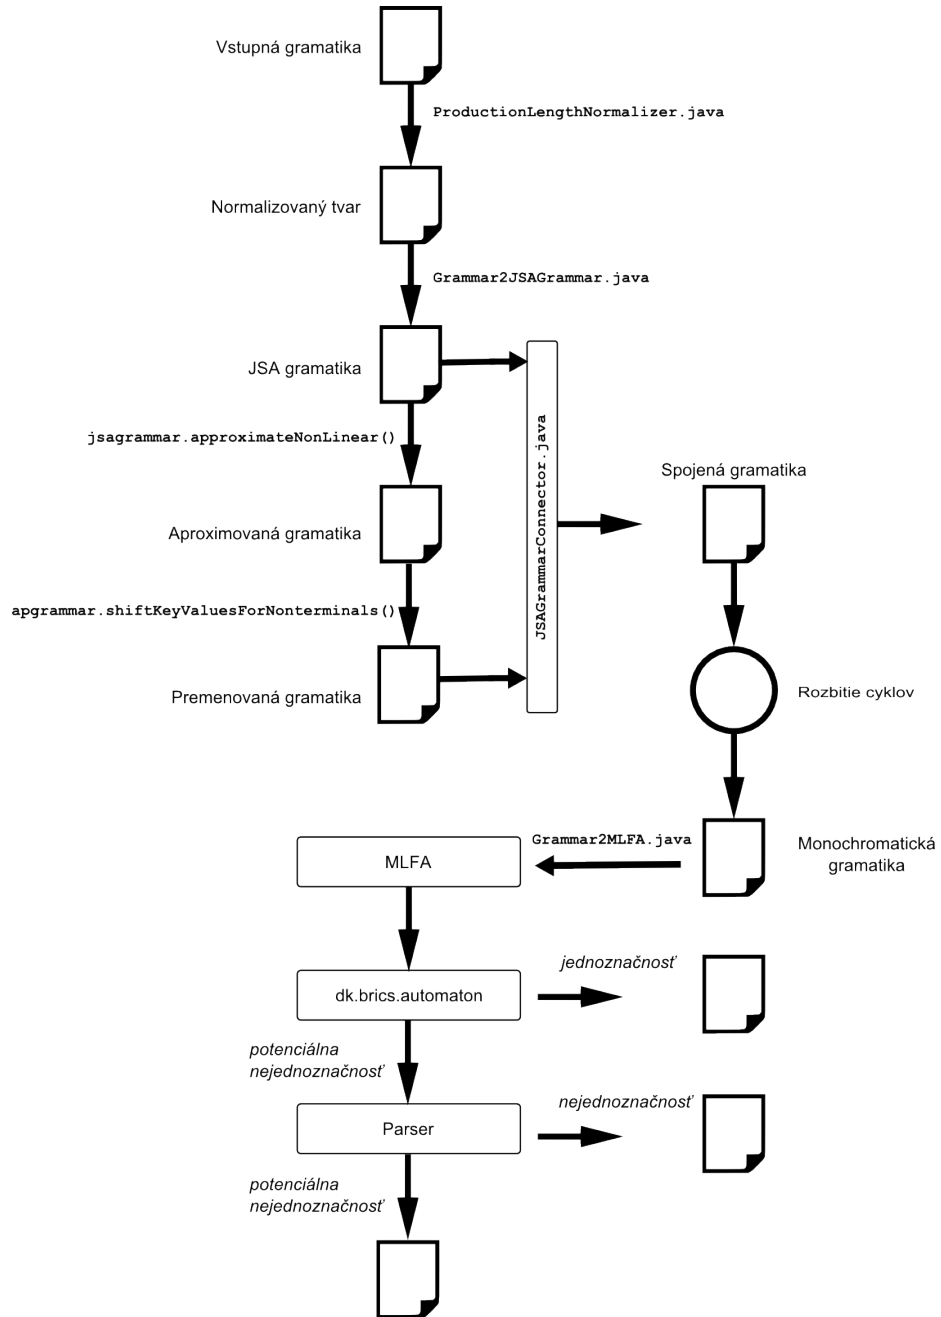 Vstupná gramatika
ProductionLengthNormalizer.java
Normalizovaný tvar
Grammar2JSAGrammar.java
JSA gramatika
jsagrammar.approximateNonLinear()
JSAGrammarConnector.java
Spojená gramatika
Aproximovaná gramatika
apgrammar.shiftKeyValuesForNonterminals()
Premenovaná gramatika
Rozbitie cyklov
Grammar2MLFA.java
Monochromatická
gramatika
MLFA
jednoznačnosť
dk.brics.automaton
potenciálna
nejednoznačnosť
nejednoznačnosť
Parser
potenciálna
nejednoznačnosť